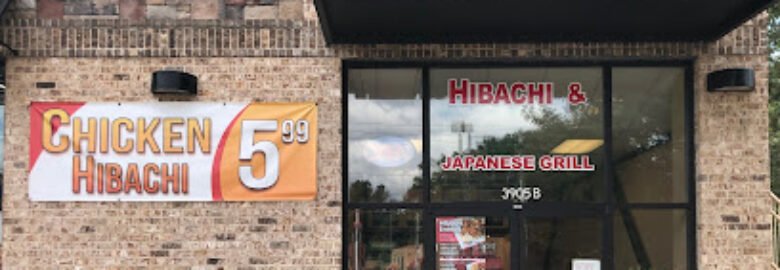 CHICKEN
HIBACHI
5 99
HIBACHI &
JAPANESE GRILL
3905 B